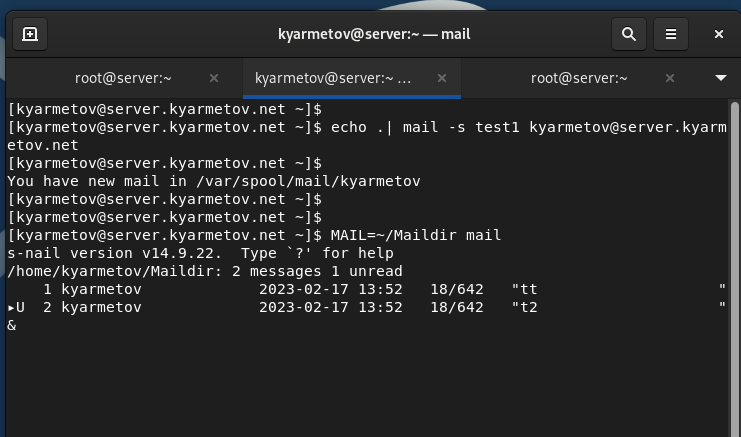 kyarmetov@server:~ — mail
root@server:~ kyarmetov@server:~ ... root@server:~
[kyarmetov@server.kyarmetov.net ~]$
[kyarmetov@server.kyarmetov.net ~]$ echo .| mail -s test1 kyarmetov@server.kyarm
etov.net
[kyarmetov@server.kyarmetov.net ~]$
You have new mail in /var/spool/mail/kyarmetov
[kyarmetov@server.kyarmetov.net ~]$
[kyarmetov@server.kyarmetov.net ~]$
[kyarmetov@server.kyarmetov.net ~]$ MAIL=~/Maildir mail
s-nail version v14.9.22.  Type `?' for help
/home/kyarmetov/Maildir: 2 messages 1 unread
    1 kyarmetov             2023-02-17 13:52   18/642   "tt                    "
▸U  2 kyarmetov             2023-02-17 13:52   18/642   "t2                    "
&